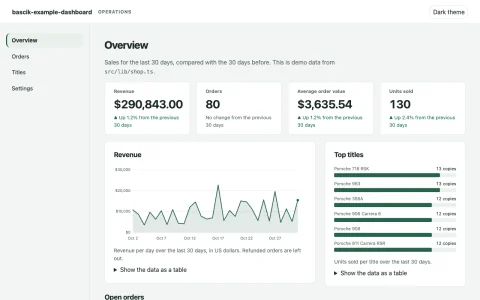 bascik-example-dashboard OPERATIONS
Dark theme
Overview
Orders
Titles
Settings
Overview
Sales for the last 30 days, compared with the 30 days before. This is demo data from
src/lib/shop.ts.
Revenue
$290,843.00
▲ Up 1.2% from the previous
30 days
Orders
80
No change from the previous
30 days
Average order value
$3,635.54
▲ Up 1.2% from the previous
30 days
Units sold
130
▲ Up 2.4% from the previous
30 days
Revenue
$30,000
$20,000
$10,000
$0
Oct 2
Oct 7
Oct 12
Oct 17
Oct 22
Oct 27
Revenue per day over the last 30 days, in US dollars. Refunded orders are left
out.
▶ Show the data as a table
Top titles
Porsche 718 RSK 13 copies
Porsche 953 13 copies
Porsche 356A 12 copies
Porsche 906 Carrera 6 12 copies
Porsche 908 12 copies
Porsche 911 Carrera RSR 12 copies
Units sold per title over the last 30 days.
▶ Show the data as a table
Open orders